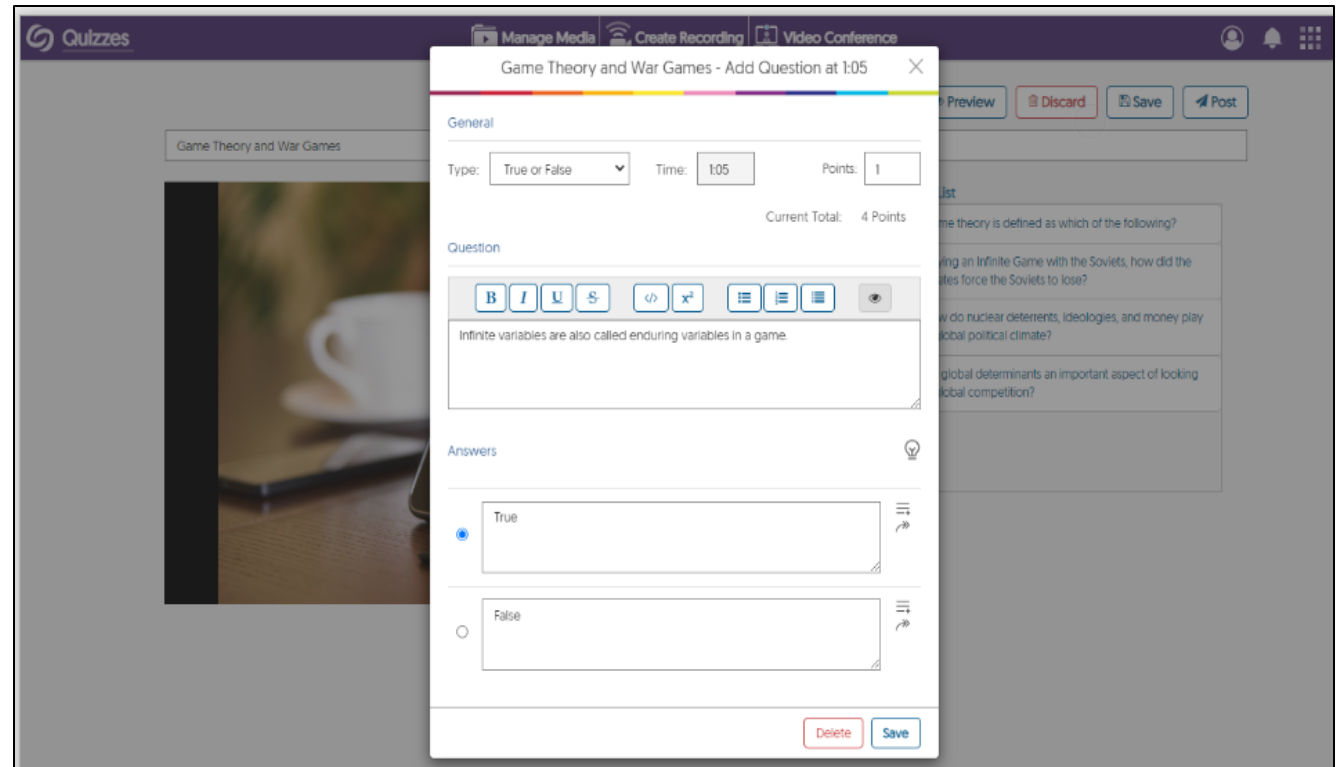 Quizzes
Manage Media
Create Recording
Video Conference
Game Theory and War Games - Add Question at 1:05
Preview
Discard
Save
Post
General
Game Theory and War Games
Type:
True or False
Time:
1:05
Points:
1
List
Current Total: 4 Points
me theory is defined as which of the following?
Question
ying an Infinite Game with the Soviets, how did the
ates force the Soviets to lose?
B I U S </> x²
w do nuclear deterrents, ideologies, and money play
lobal political climate?
Infinite variables are also called enduring variables in a game.
global determinants an important aspect of looking
lobal competition?
Answers
True
False
Delete
Save